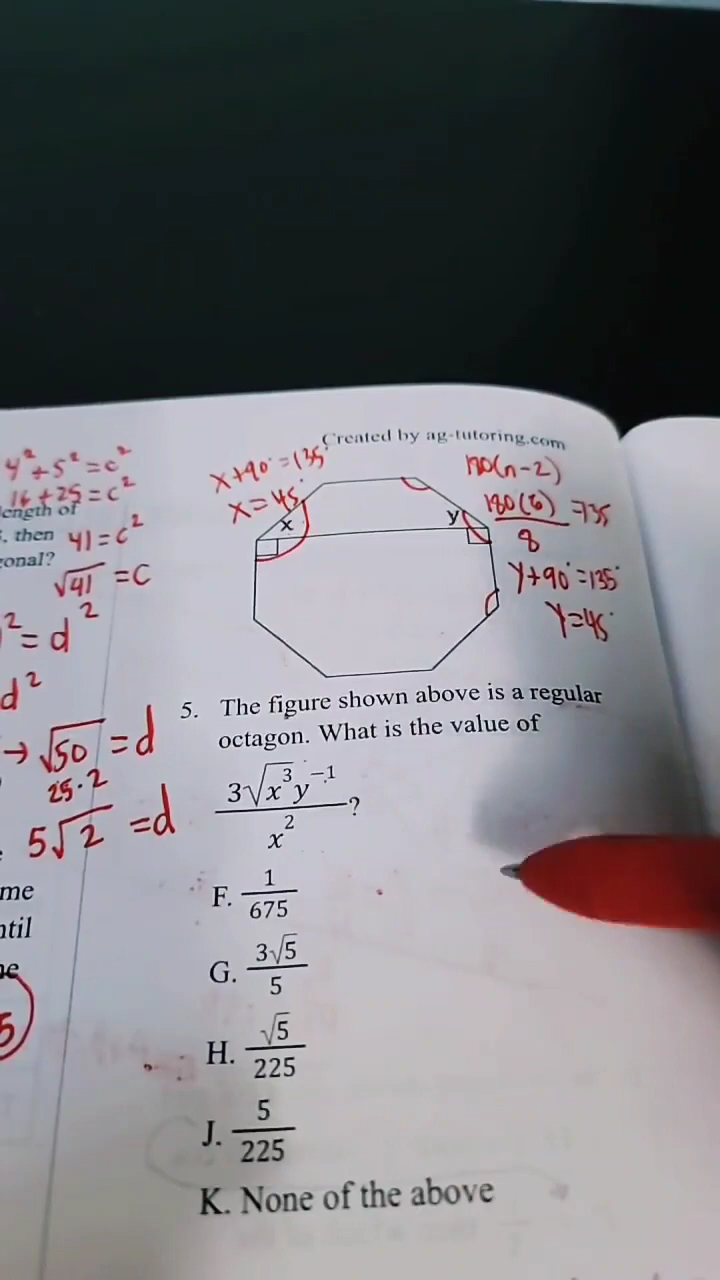 Created by ag-tutoring.com
4² + 5² = c²
16 + 25 = c²
length of
, then 41 = c²
onal?
√41 = c
² = d²
d²
→ √50 = d
25·2
5√2 = d
me
ntil
he
5
x + 90° = 135°
x = 45°
x
y
180(n-2)
180(6) = 135
8
y + 90° = 135°
y = 45°
5. The figure shown above is a regular
octagon. What is the value of
3√x³y⁻¹
x² ?
F. 1/675
G. 3√5/5
H. √5/225
J. 5/225
K. None of the above